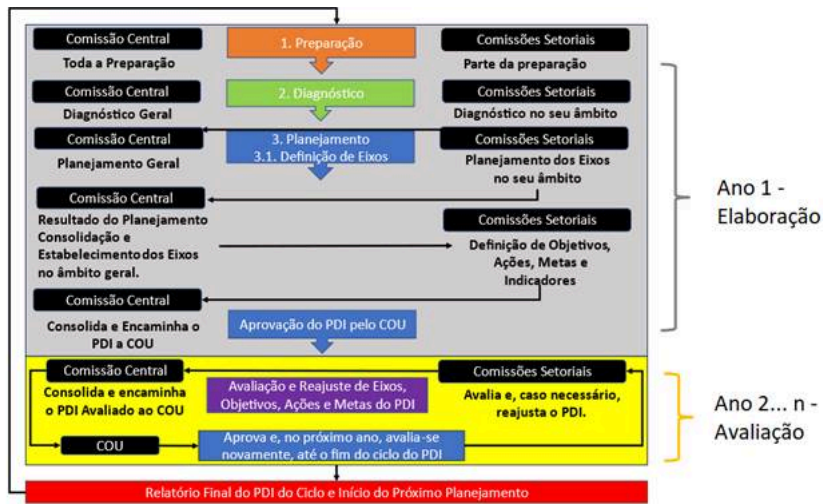 Comissão Central
1. Preparação
Comissões Setoriais
Toda a Preparação
Parte da preparação
Comissão Central
2. Diagnóstico
Comissões Setoriais
Diagnóstico Geral
Diagnóstico no seu âmbito
Comissão Central
3. Planejamento
3.1. Definição de Eixos
Comissões Setoriais
Planejamento Geral
Planejamento dos Eixos
no seu âmbito
Comissão Central
Resultado do Planejamento
Consolidação e
Estabelecimento dos Eixos
no âmbito geral.
Comissões Setoriais
Definição de Objetivos,
Ações, Metas e
Indicadores
Comissão Central
Consolida e Encaminha o
PDI a COU
Aprovação do PDI pelo COU
Ano 1 -
Elaboração
Comissão Central
Consolida e encaminha
o PDI Avaliado ao COU
Avaliação e Reajuste de Eixos,
Objetivos, Ações e Metas do PDI
Comissões Setoriais
Avalia e, caso necessário,
reajusta o PDI.
COU
Aprova e, no próximo ano, avalia-se
novamente, até o fim do ciclo do PDI
Ano 2... n -
Avaliação
Relatório Final do PDI do Ciclo e Início do Próximo Planejamento